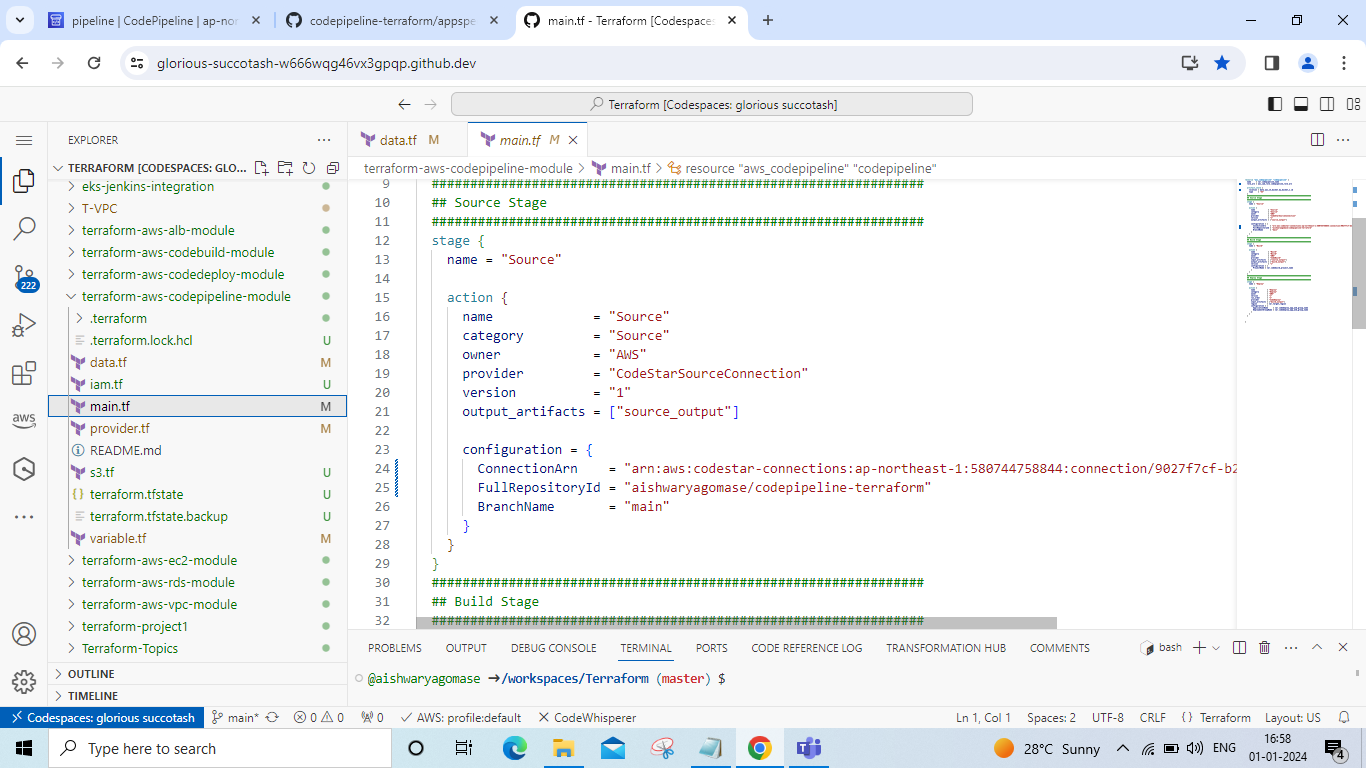 pipeline | CodePipeline | ap-nor
codepipeline-terraform/appspe
main.tf - Terraform [Codespaces
glorious-succotash-w666wqg46vx3gpqp.github.dev
Terraform [Codespaces: glorious succotash]
EXPLORER
TERRAFORM [CODESPACES: GLO...
eks-jenkins-integration
T-VPC
terraform-aws-alb-module
terraform-aws-codebuild-module
terraform-aws-codedeploy-module
terraform-aws-codepipeline-module
.terraform
.terraform.lock.hcl U
data.tf M
iam.tf U
main.tf M
provider.tf M
README.md
s3.tf U
terraform.tfstate U
terraform.tfstate.backup U
variable.tf M
terraform-aws-ec2-module
terraform-aws-rds-module
terraform-aws-vpc-module
terraform-project1
Terraform-Topics
OUTLINE
TIMELINE
222
aws
data.tf M
main.tf M
terraform-aws-codepipeline-module > main.tf > resource "aws_codepipeline" "codepipeline"
9 ################################################################
10 ## Source Stage
11 ################################################################
12 stage {
13 name = "Source"
14
15 action {
16 name = "Source"
17 category = "Source"
18 owner = "AWS"
19 provider = "CodeStarSourceConnection"
20 version = "1"
21 output_artifacts = ["source_output"]
22
23 configuration = {
24 ConnectionArn = "arn:aws:codestar-connections:ap-northeast-1:580744758844:connection/9027f7cf-b2
25 FullRepositoryId = "aishwaryagomase/codepipeline-terraform"
26 BranchName = "main"
27 }
28 }
29 }
30 ################################################################
31 ## Build Stage
32 ################################################################
PROBLEMS OUTPUT DEBUG CONSOLE TERMINAL PORTS CODE REFERENCE LOG TRANSFORMATION HUB COMMENTS
bash
@aishwaryagomase ➜/workspaces/Terraform (master) $
Codespaces: glorious succotash main* 0 0 0 AWS: profile:default CodeWhisperer
Ln 1, Col 1 Spaces: 2 UTF-8 CRLF {} Terraform Layout: US
Type here to search
28°C Sunny
ENG
16:58
01-01-2024
4